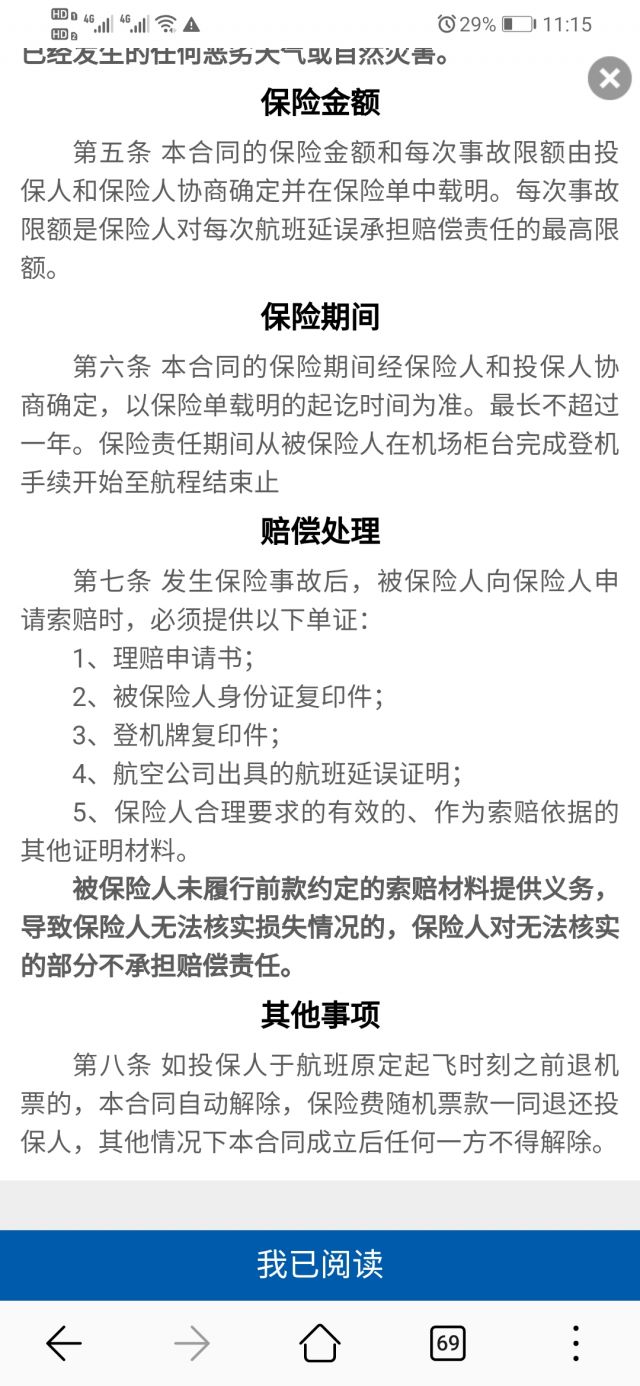 HD 1 4G 4G 29% 11:15
HD 2
已经发生的任何恶劣天气或自然灾害。
保险金额
第五条 本合同的保险金额和每次事故限额由投
保人和保险人协商确定并在保险单中载明。每次事故
限额是保险人对每次航班延误承担赔偿责任的最高限
额。
保险期间
第六条 本合同的保险期间经保险人和投保人协
商确定，以保险单载明的起讫时间为准。最长不超过
一年。保险责任期间从被保险人在机场柜台完成登机
手续开始至航程结束止
赔偿处理
第七条 发生保险事故后，被保险人向保险人申
请索赔时，必须提供以下单证：
1、理赔申请书；
2、被保险人身份证复印件；
3、登机牌复印件；
4、航空公司出具的航班延误证明；
5、保险人合理要求的有效的、作为索赔依据的
其他证明材料。
被保险人未履行前款约定的索赔材料提供义务，
导致保险人无法核实损失情况的，保险人对无法核实
的部分不承担赔偿责任。
其他事项
第八条 如投保人于航班原定起飞时刻之前退机
票的，本合同自动解除，保险费随机票款一同退还投
保人，其他情况下本合同成立后任何一方不得解除。
我已阅读
69